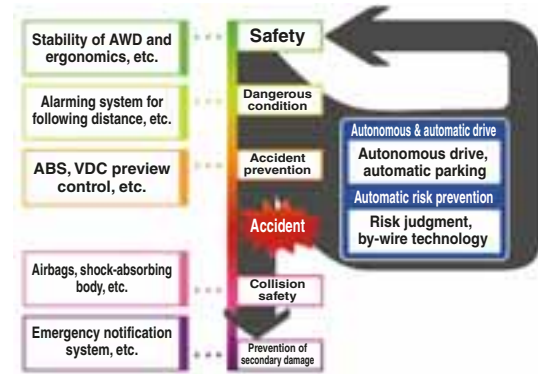 Stability of AWD and
ergonomics, etc.
Safety
Alarming system for
following distance, etc.
Dangerous
condition
ABS, VDC preview
control, etc.
Accident
prevention
Autonomous & automatic drive
Autonomous drive,
automatic parking
Automatic risk prevention
Risk judgment,
by-wire technology
Accident
Airbags, shock-absorbing
body, etc.
Collision
safety
Emergency notification
system, etc.
Prevention of
secondary damage